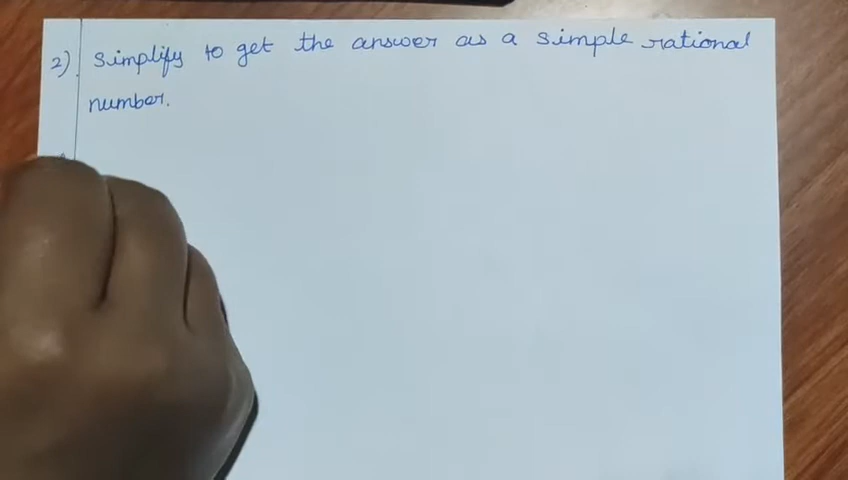 2) Simplify to get the answer as a simple rational
number.